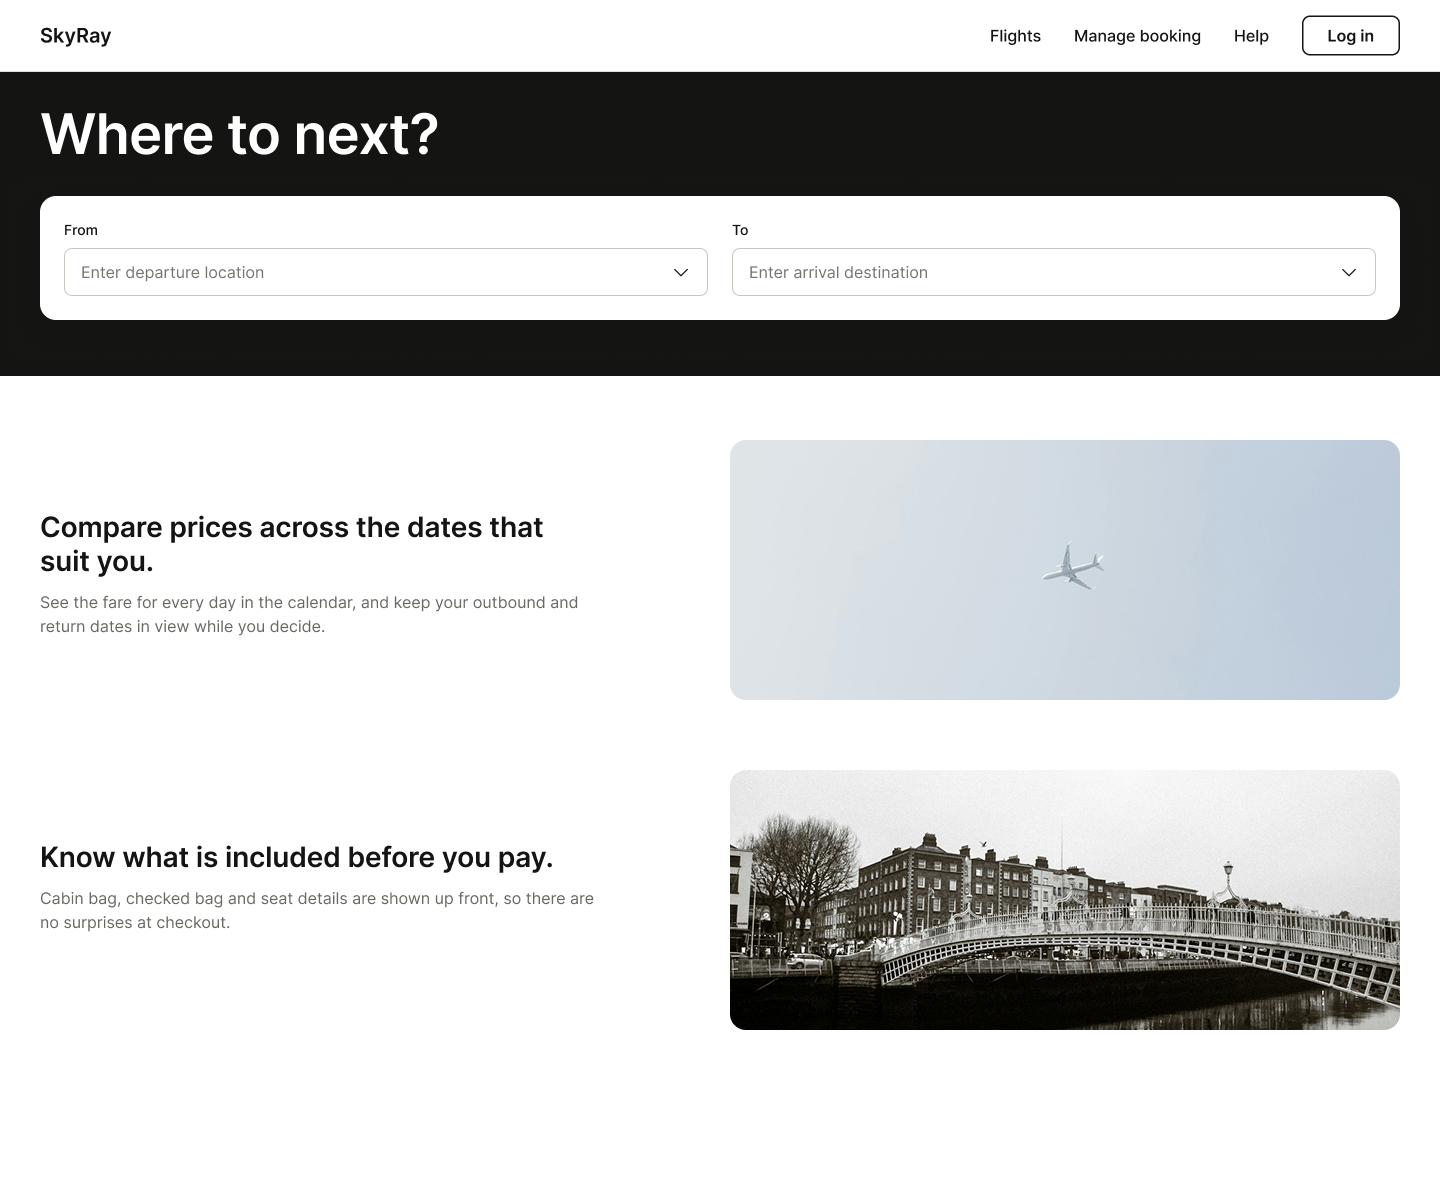 SkyRay
Flights
Manage booking
Help
Log in
Where to next?
From
Enter departure location
To
Enter arrival destination
Compare prices across the dates that
suit you.
See the fare for every day in the calendar, and keep your outbound and
return dates in view while you decide.
Know what is included before you pay.
Cabin bag, checked bag and seat details are shown up front, so there are
no surprises at checkout.